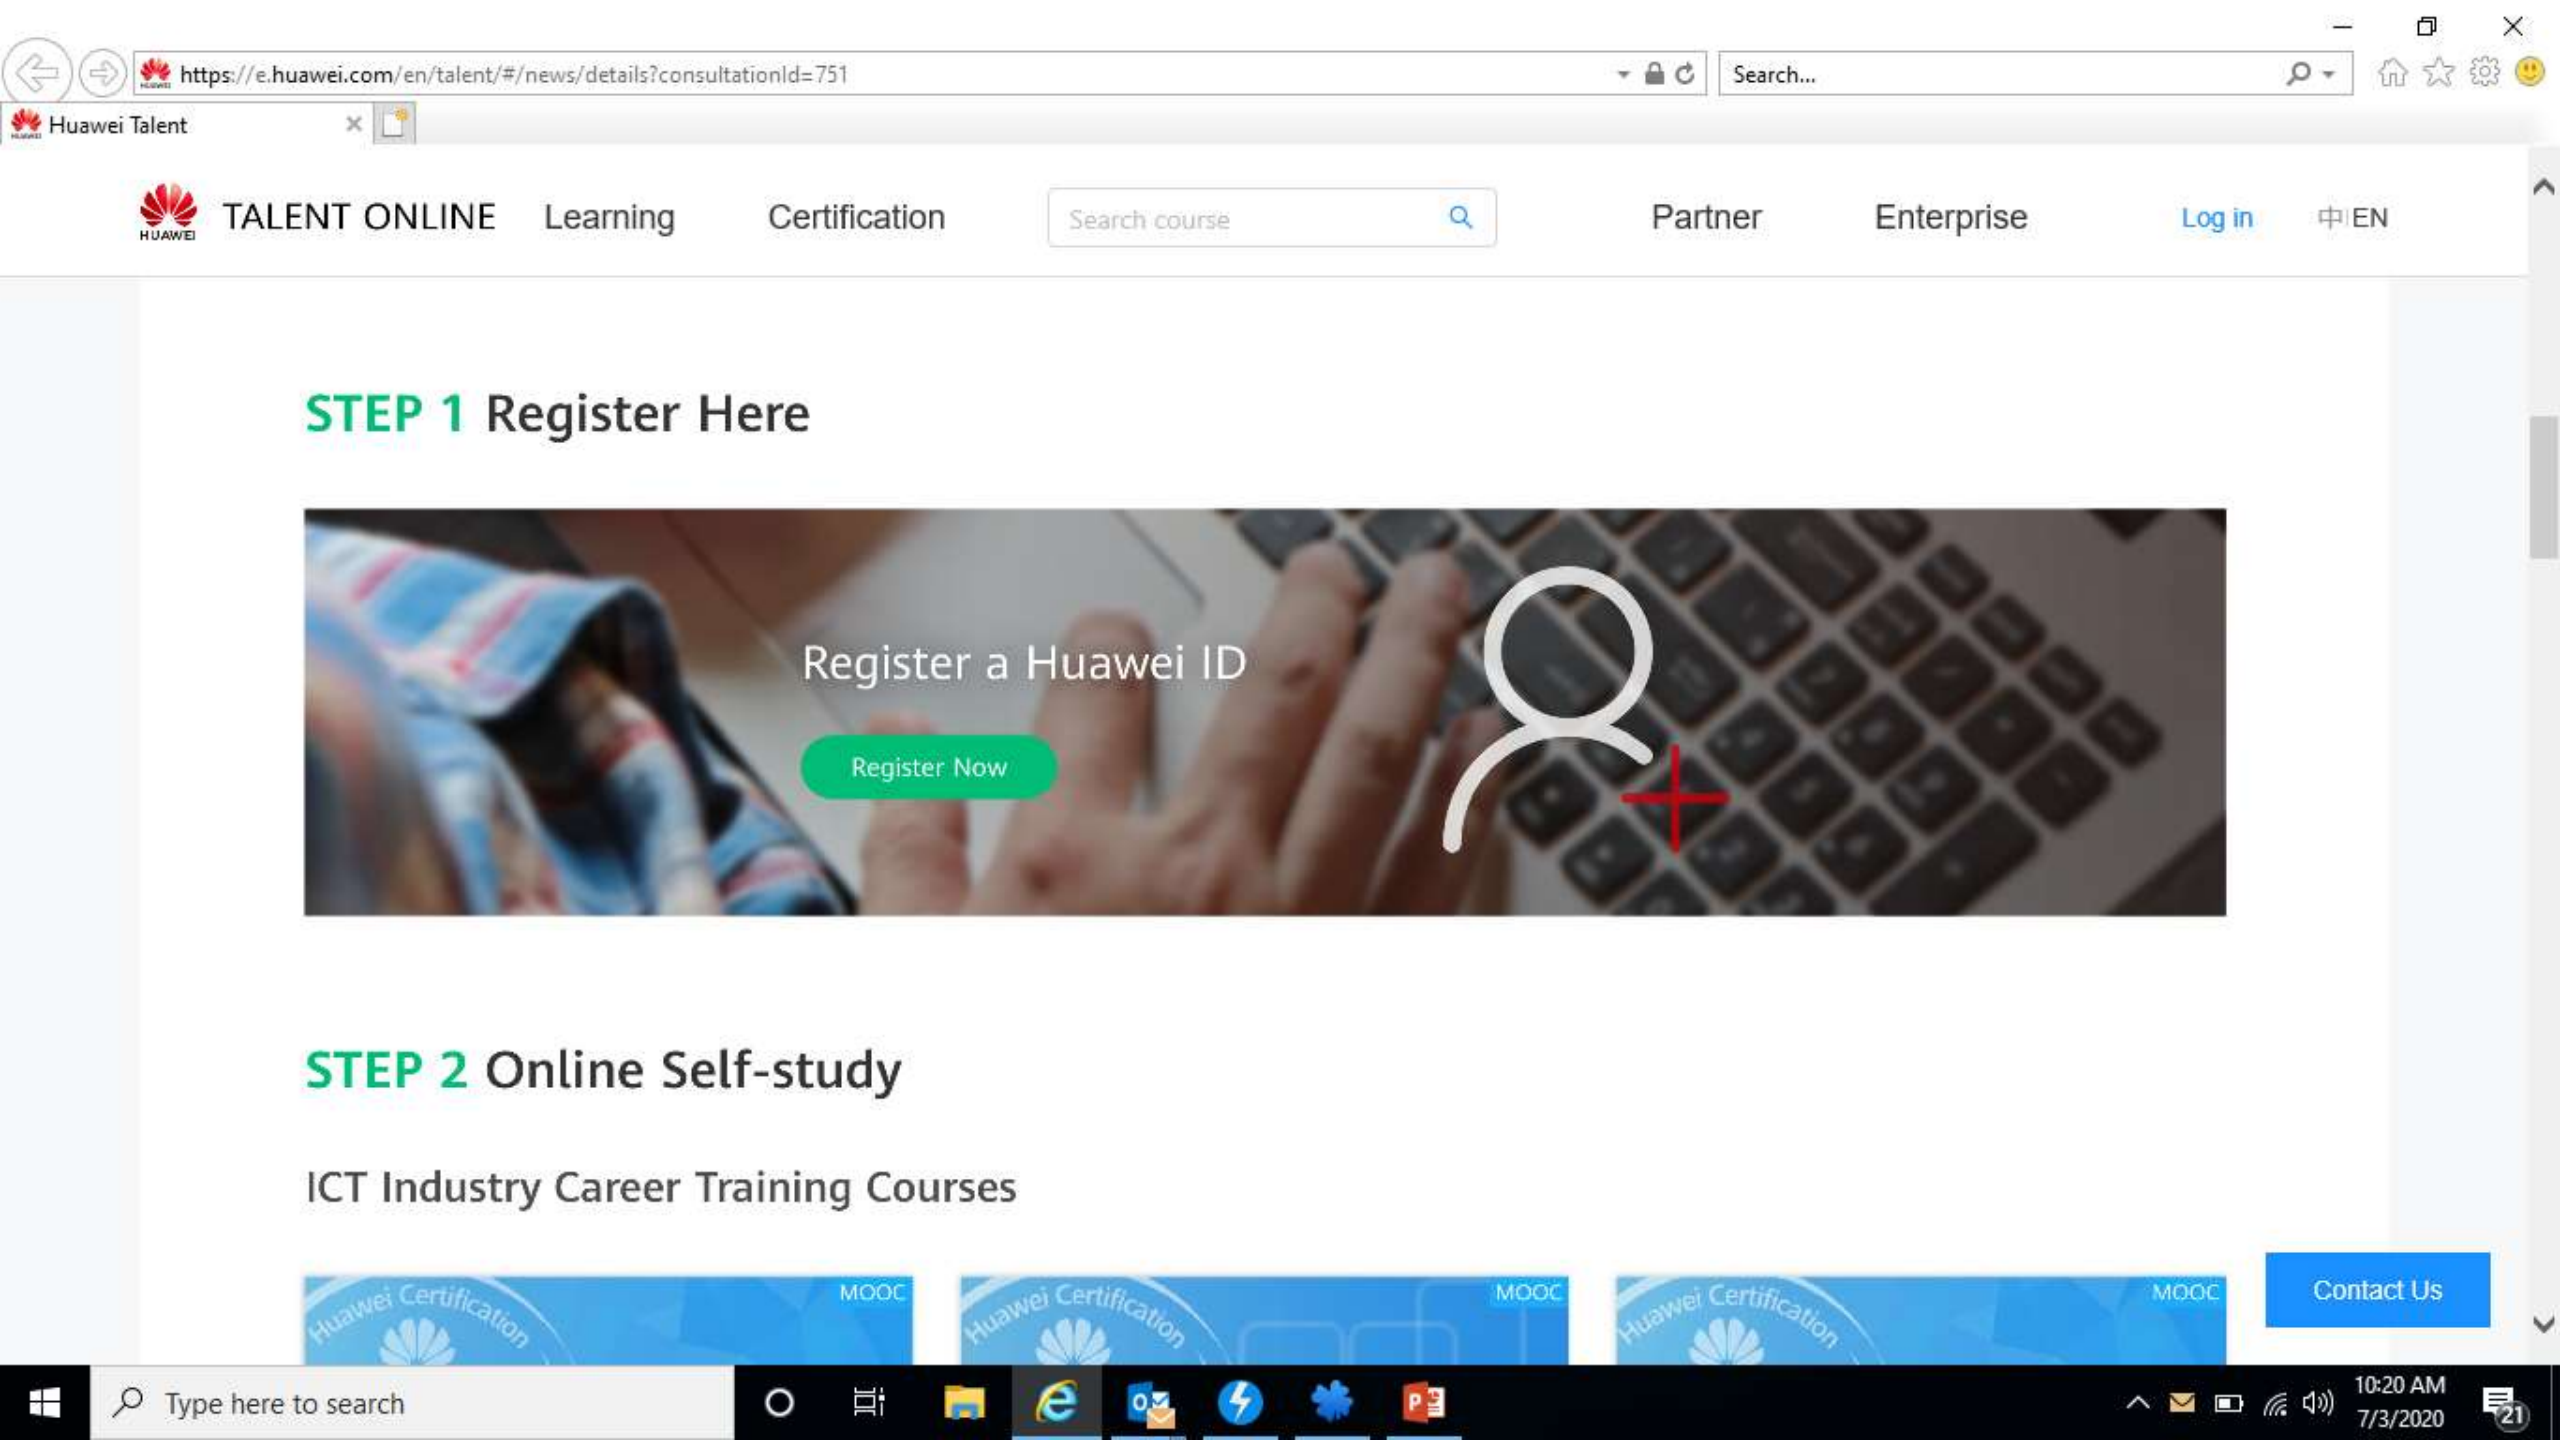 https://e.huawei.com/en/talent/#/news/details?consultationId=751
Search...
Huawei Talent
HUAWEI
TALENT ONLINE
Learning
Certification
Search course
Partner
Enterprise
Log in
中|EN
STEP 1 Register Here
Register a Huawei ID
Register Now
STEP 2 Online Self-study
ICT Industry Career Training Courses
Huawei Certification
MOOC
Huawei Certification
MOOC
Huawei Certification
MOOC
Contact Us
Type here to search
10:20 AM
7/3/2020
21